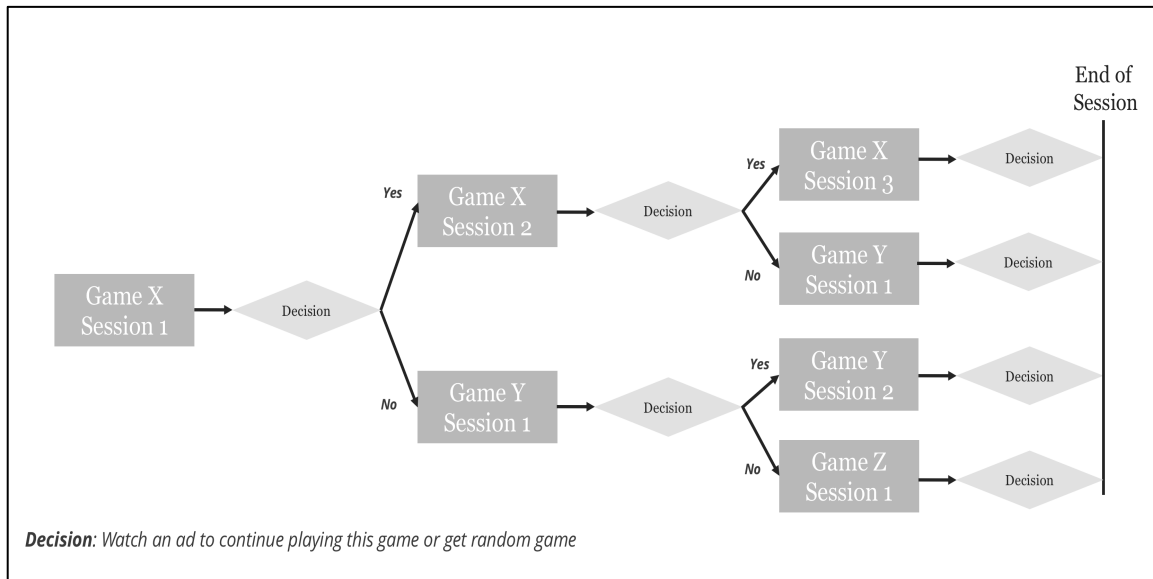 End of
Session
Game X
Session 3
Decision
Yes
Game X
Session 2
Decision
Yes
No
Game Y
Session 1
Decision
Game X
Session 1
Decision
No
Game Y
Session 1
Decision
Yes
Game Y
Session 2
Decision
No
Game Z
Session 1
Decision
Decision: Watch an ad to continue playing this game or get random game